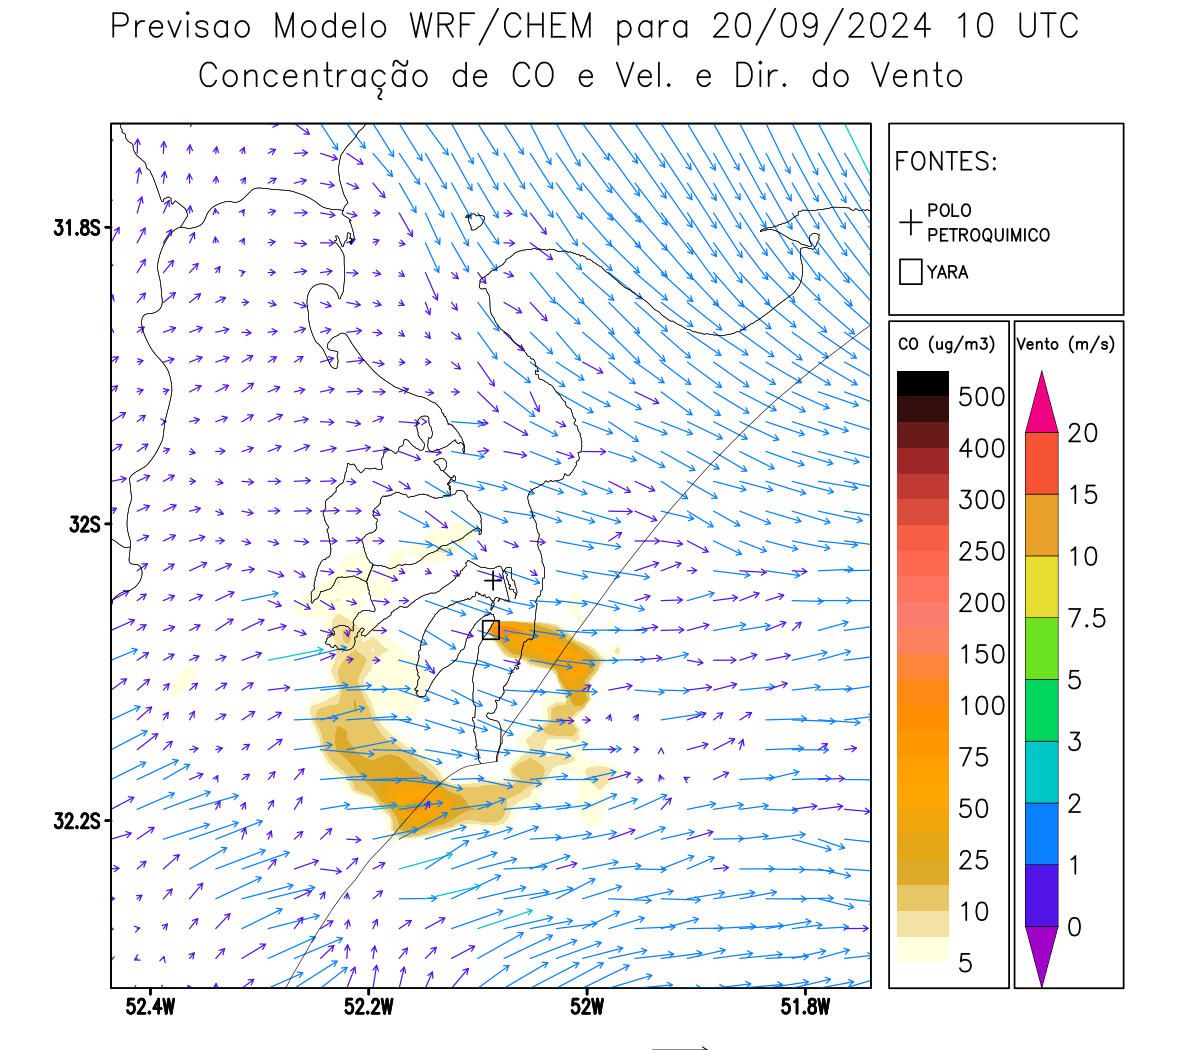 Previsao Modelo WRF/CHEM para 20/09/2024 10 UTC
Concentração de CO e Vel. e Dir. do Vento
FONTES:
POLO
PETROQUIMICO
YARA
CO (ug/m3)
500
400
300
250
200
150
100
75
50
25
10
5
Vento (m/s)
20
15
10
7.5
5
3
2
1
0
31.8S
32S
32.2S
52.4W
52.2W
52W
51.8W